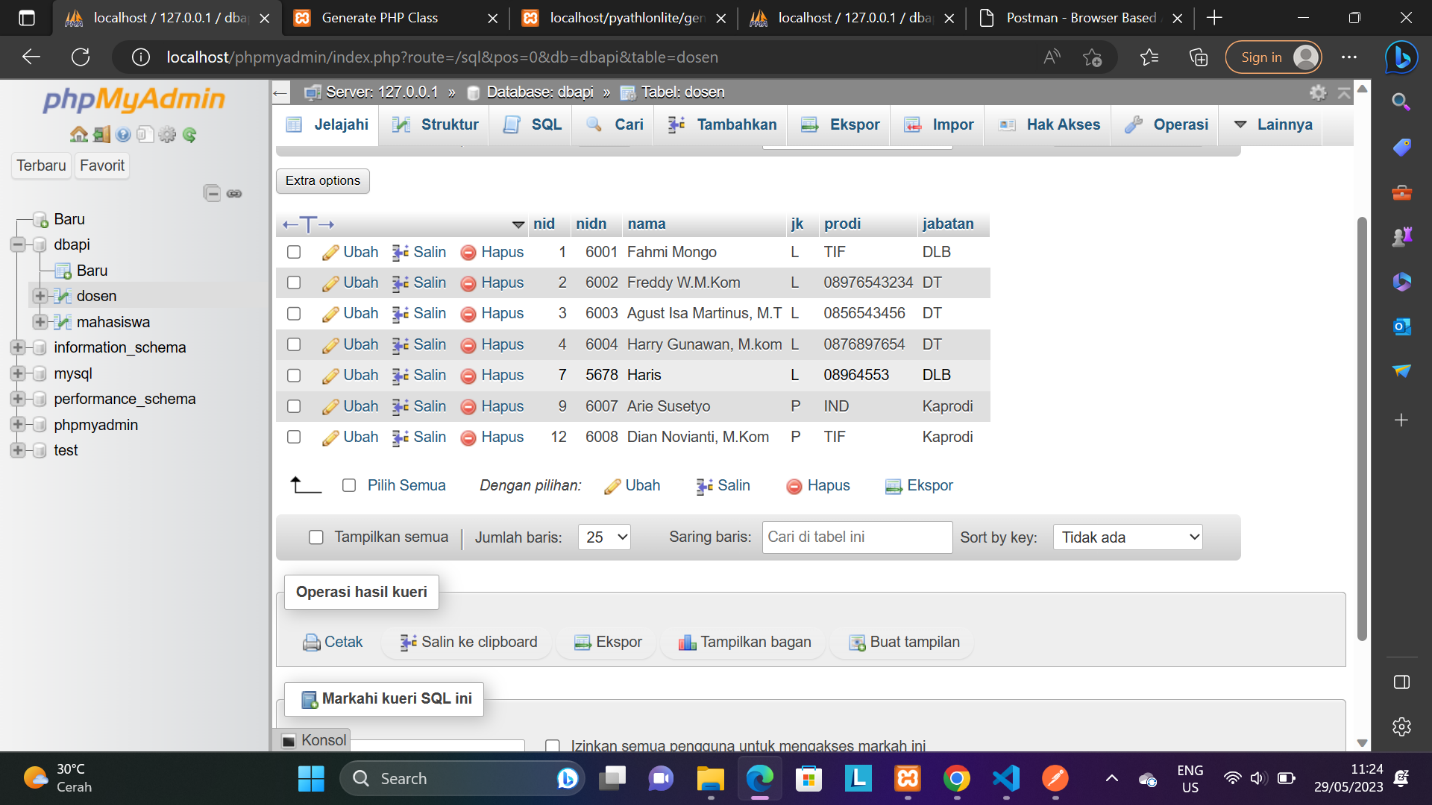 localhost / 127.0.0.1 / dbap
Generate PHP Class
localhost/pyathonlite/gen
localhost / 127.0.0.1 / dbap
Postman - Browser Based
localhost/phpmyadmin/index.php?route=/sql&pos=0&db=dbapi&table=dosen
Sign in
phpMyAdmin
Terbaru Favorit
Baru
dbapi
Baru
dosen
mahasiswa
information_schema
mysql
performance_schema
phpmyadmin
test
Server: 127.0.0.1 » Database: dbapi » Tabel: dosen
Jelajahi Struktur SQL Cari Tambahkan Ekspor Impor Hak Akses Operasi Lainnya
Extra options
nid nidn nama jk prodi jabatan
Ubah Salin Hapus 1 6001 Fahmi Mongo L TIF DLB
Ubah Salin Hapus 2 6002 Freddy W.M.Kom L 08976543234 DT
Ubah Salin Hapus 3 6003 Agust Isa Martinus, M.T L 0856543456 DT
Ubah Salin Hapus 4 6004 Harry Gunawan, M.kom L 0876897654 DT
Ubah Salin Hapus 7 5678 Haris L 08964553 DLB
Ubah Salin Hapus 9 6007 Arie Susetyo P IND Kaprodi
Ubah Salin Hapus 12 6008 Dian Novianti, M.Kom P TIF Kaprodi
Pilih Semua Dengan pilihan: Ubah Salin Hapus Ekspor
Tampilkan semua Jumlah baris: 25 Saring baris: Cari di tabel ini Sort by key: Tidak ada
Operasi hasil kueri
Cetak Salin ke clipboard Ekspor Tampilkan bagan Buat tampilan
Markahi kueri SQL ini
Konsol
Izinkan semua pengguna untuk mengakses markah ini
30°C
Cerah
Search
ENG
US
11:24
29/05/2023